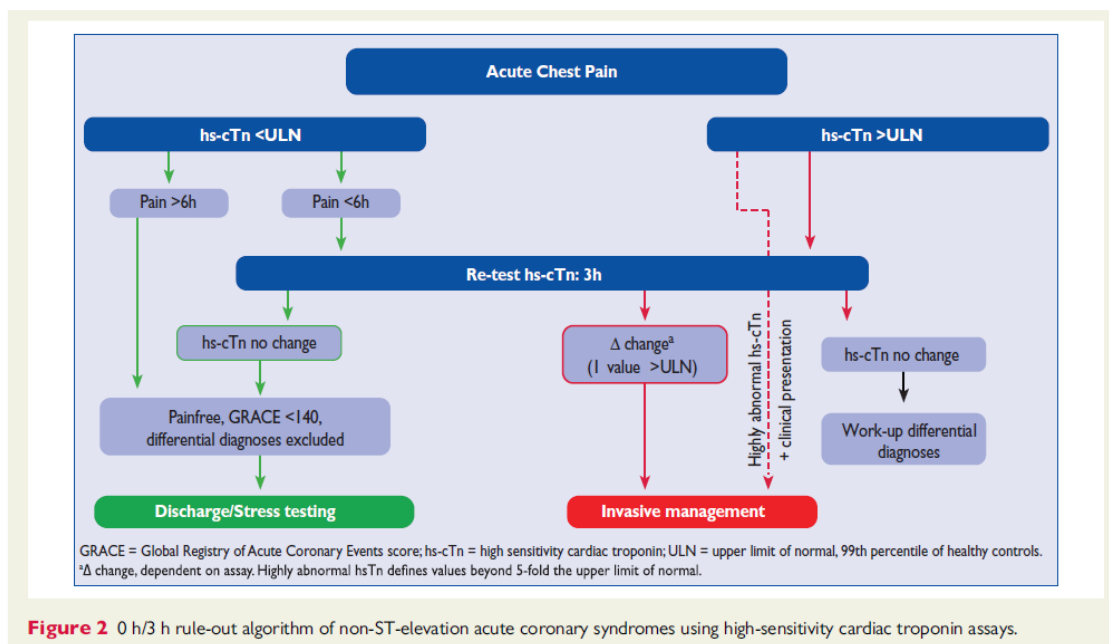 Acute Chest Pain
hs-cTn <ULN
hs-cTn >ULN
Pain >6h
Pain <6h
Re-test hs-cTn: 3h
hs-cTn no change
Δ change^a
(1 value >ULN)
Highly abnormal hs-cTn
+ clinical presentation
hs-cTn no change
Painfree, GRACE <140,
differential diagnoses excluded
Work-up differential
diagnoses
Discharge/Stress testing
Invasive management
GRACE = Global Registry of Acute Coronary Events score; hs-cTn = high sensitivity cardiac troponin; ULN = upper limit of normal, 99th percentile of healthy controls.
^aΔ change, dependent on assay. Highly abnormal hsTn defines values beyond 5-fold the upper limit of normal.
Figure 2 0 h/3 h rule-out algorithm of non-ST-elevation acute coronary syndromes using high-sensitivity cardiac troponin assays.